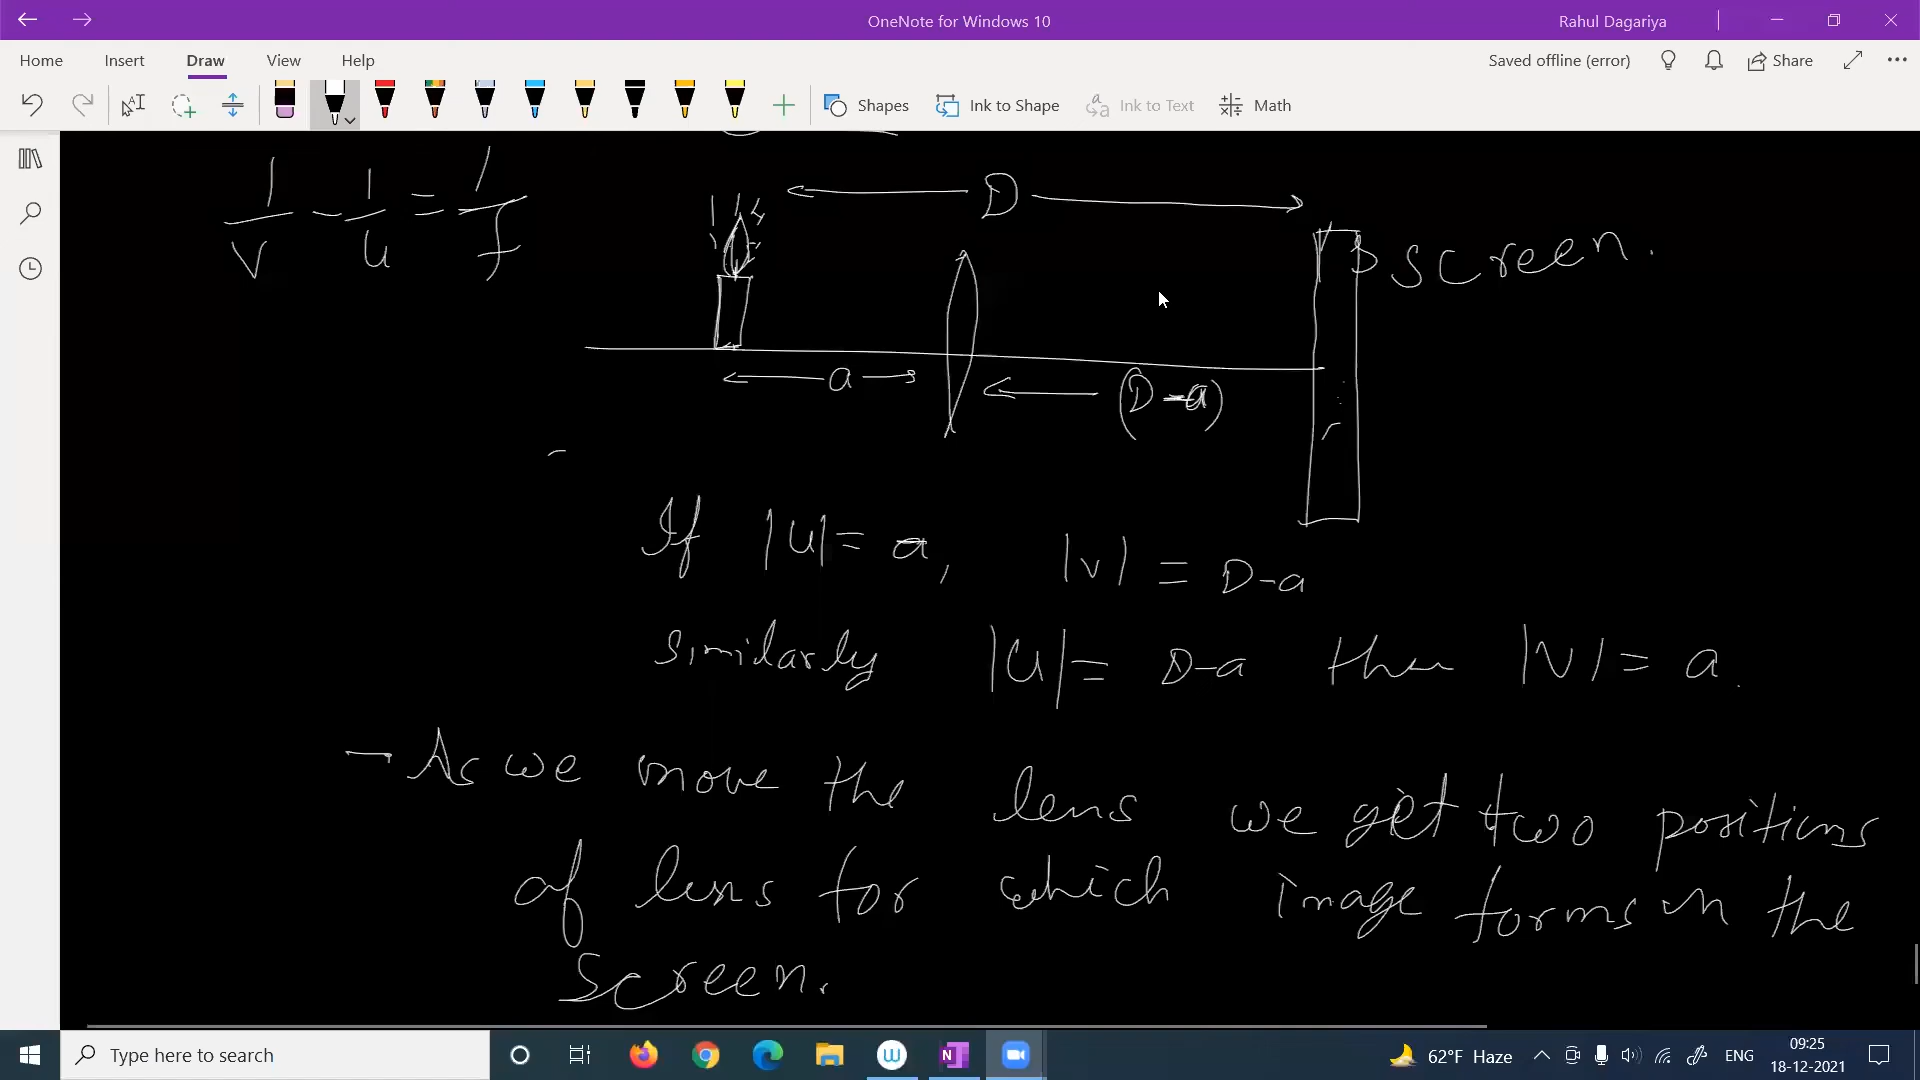 OneNote for Windows 10
Rahul Dagariya
Home Insert Draw View Help
Saved offline (error) Share
Shapes Ink to Shape Ink to Text Math
1/v - 1/u = 1/f
D
screen.
a
(D-a)
If |u| = a, |v| = D-a
similarly |u| = D-a then |v| = a.
- As we move the lens we get two positions
of lens for which image forms on the
screen.
Type here to search
62°F Haze
ENG
09:25
18-12-2021